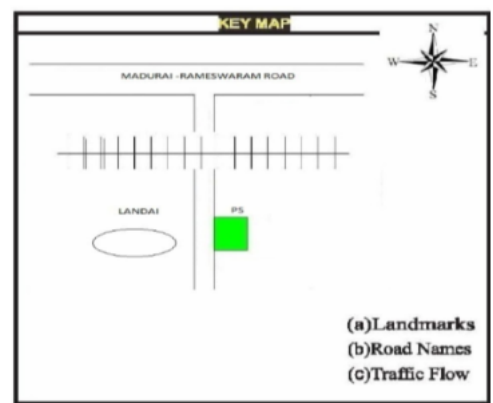 KEY MAP
N
W E
S
MADURAI -RAMESWARAM ROAD
LANDAI
PS
(a)Landmarks
(b)Road Names
(c)Traffic Flow